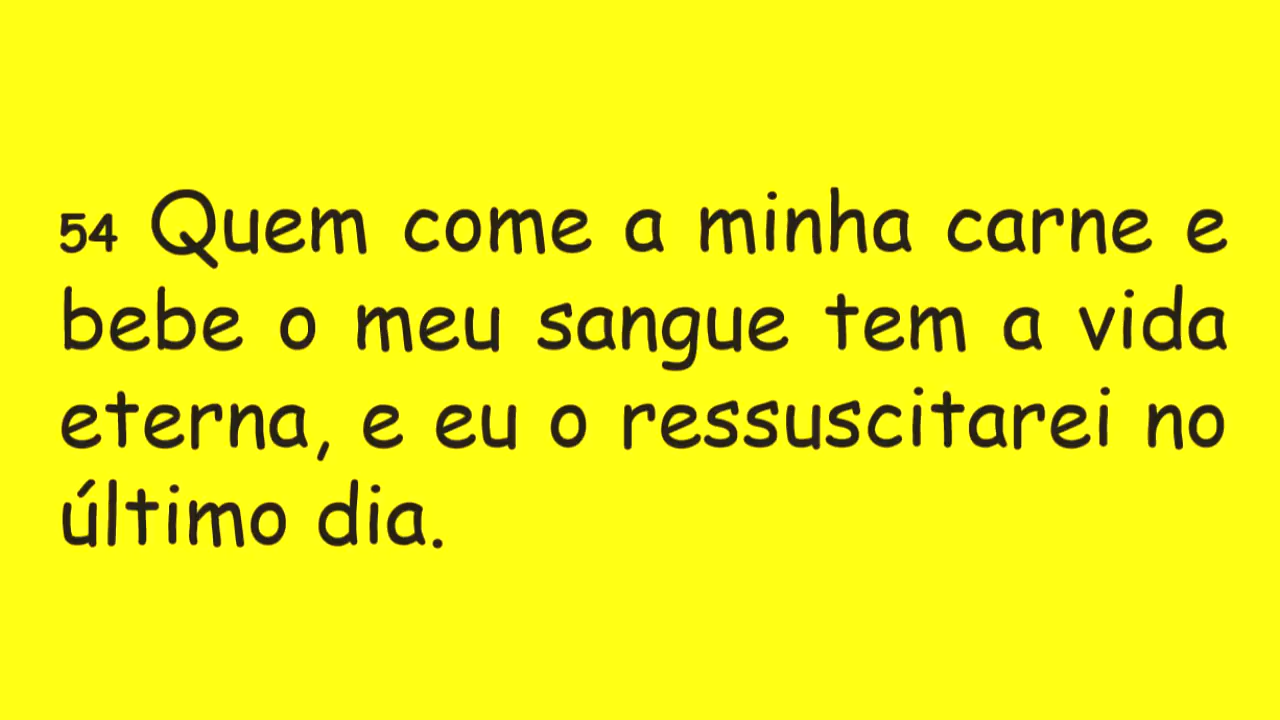 54 Quem come a minha carne e
bebe o meu sangue tem a vida
eterna, e eu o ressuscitarei no
último dia.